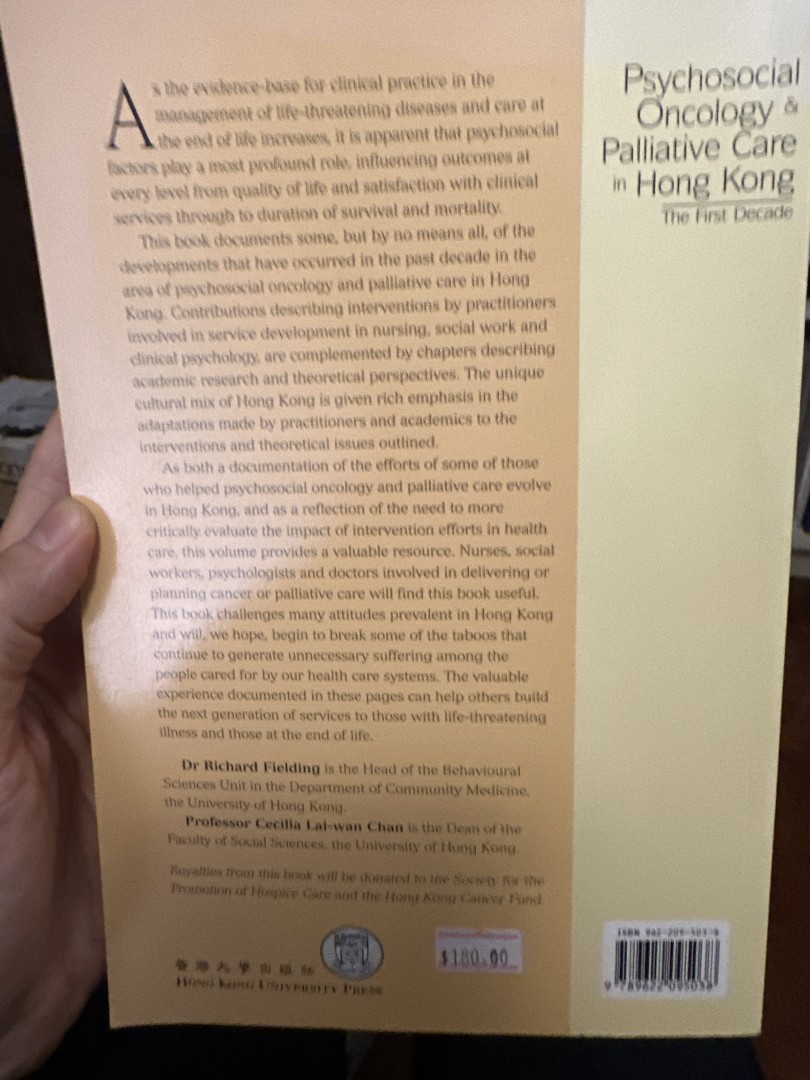 As the evidence-base for clinical practice in the
management of life-threatening diseases and care at
the end of life increases, it is apparent that psychosocial
factors play a most profound role, influencing outcomes at
every level from quality of life and satisfaction with clinical
services through to duration of survival and mortality.
This book documents some, but by no means all, of the
developments that have occurred in the past decade in the
area of psychosocial oncology and palliative care in Hong
Kong. Contributions describing interventions by practitioners
involved in service development in nursing, social work and
clinical psychology, are complemented by chapters describing
academic research and theoretical perspectives. The unique
cultural mix of Hong Kong is given rich emphasis in the
adaptations made by practitioners and academics to the
interventions and theoretical issues outlined.
As both a documentation of the efforts of some of those
who helped psychosocial oncology and palliative care evolve
in Hong Kong, and as a reflection of the need to more
critically evaluate the impact of intervention efforts in health
care, this volume provides a valuable resource. Nurses, social
workers, psychologists and doctors involved in delivering or
planning cancer or palliative care will find this book useful.
This book challenges many attitudes prevalent in Hong Kong
and will, we hope, begin to break some of the taboos that
continue to generate unnecessary suffering among the
people cared for by our health care systems. The valuable
experience documented in these pages can help others build
the next generation of services to those with life-threatening
illness and those at the end of life.
Dr Richard Fielding is the Head of the Behavioural
Sciences Unit in the Department of Community Medicine,
the University of Hong Kong.
Professor Cecilia Lai-wan Chan is the Dean of the
Faculty of Social Sciences, the University of Hong Kong.
Royalties from this book will be donated to the Society for the
Promotion of Hospice Care and the Hong Kong Cancer Fund.
香港大學出版社
HONG KONG UNIVERSITY PRESS
$180.00
Psychosocial
Oncology &
Palliative Care
in Hong Kong
The First Decade
ISBN 962-209-503-8
9 789622 095038